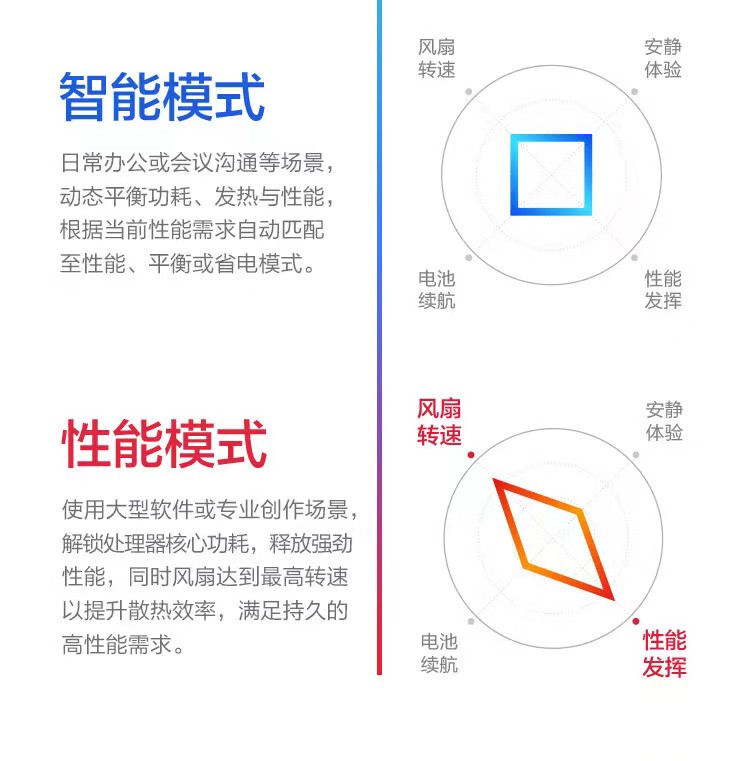 智能模式
日常办公或会议沟通等场景，
动态平衡功耗、发热与性能，
根据当前性能需求自动匹配
至性能、平衡或省电模式。
风扇
转速
安静
体验
电池
续航
性能
发挥
性能模式
使用大型软件或专业创作场景，
解锁处理器核心功耗，释放强劲
性能，同时风扇达到最高转速
以提升散热效率，满足持久的
高性能需求。
风扇
转速
安静
体验
电池
续航
性能
发挥